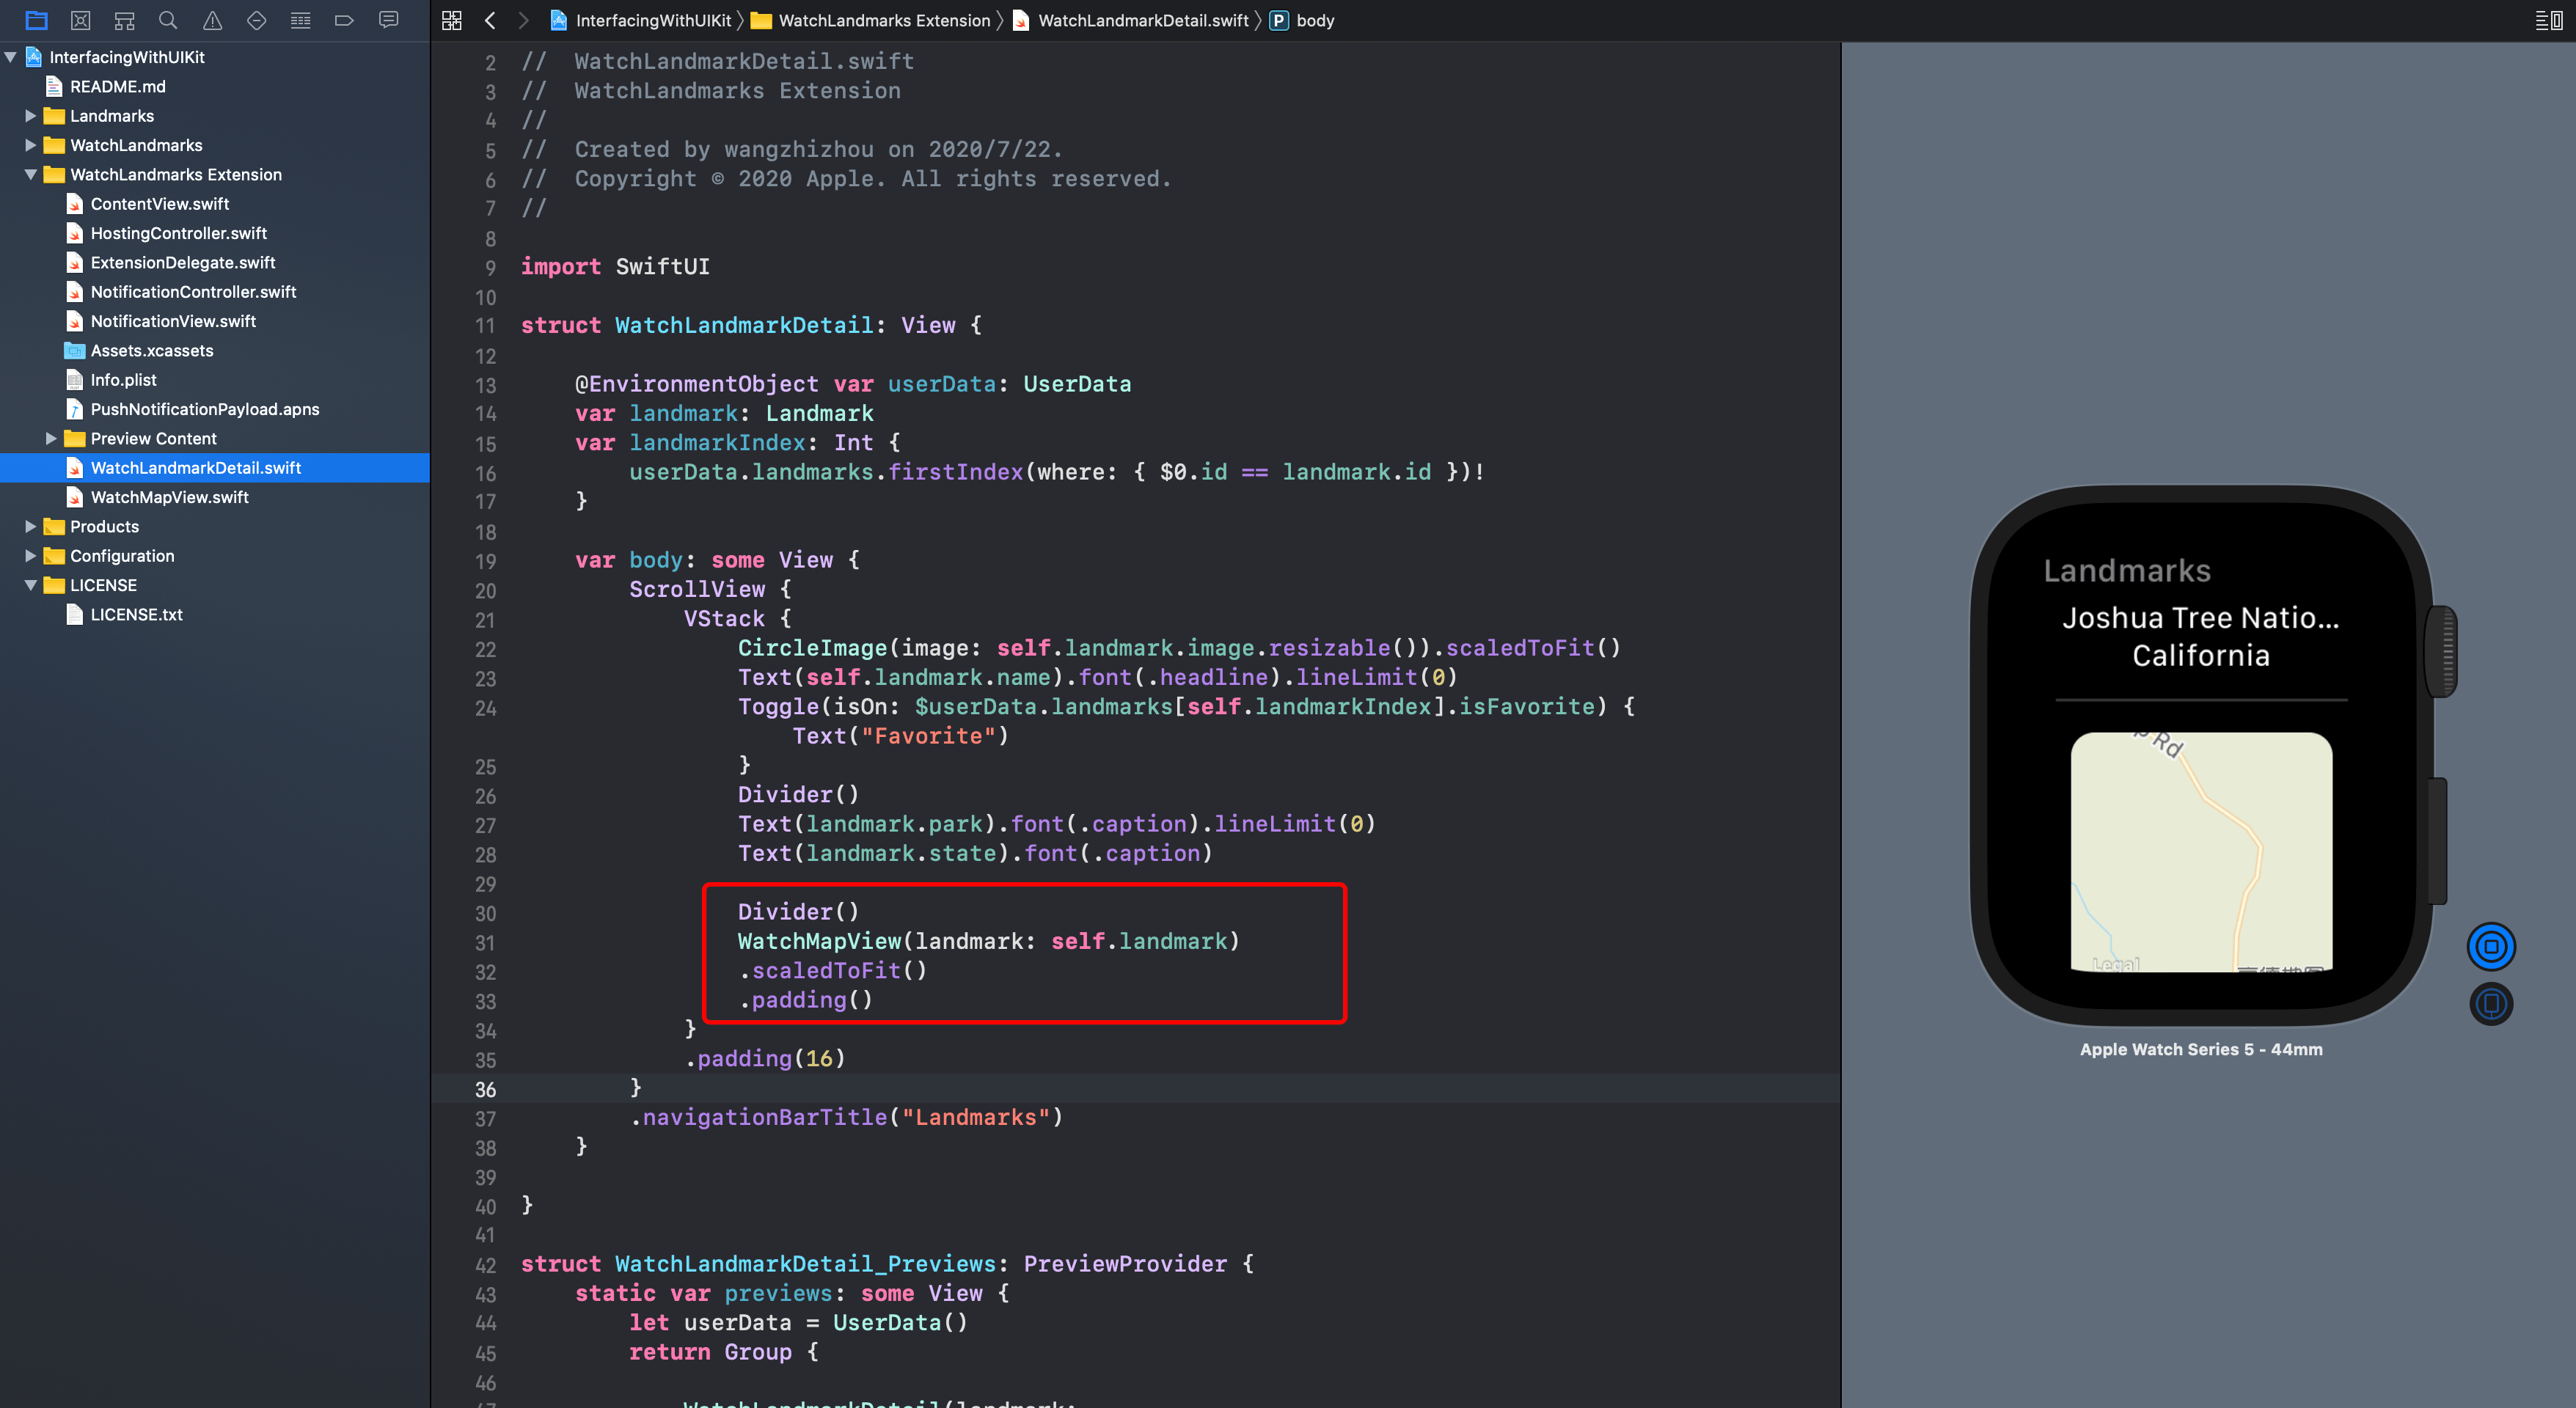 InterfacingWithUIKit
README.md
Landmarks
WatchLandmarks
WatchLandmarks Extension
ContentView.swift
HostingController.swift
ExtensionDelegate.swift
NotificationController.swift
NotificationView.swift
Assets.xcassets
Info.plist
PushNotificationPayload.apns
Preview Content
WatchLandmarkDetail.swift
WatchMapView.swift
Products
Configuration
LICENSE
LICENSE.txt
InterfacingWithUIKit 〉 WatchLandmarks Extension 〉 WatchLandmarkDetail.swift 〉 P body
2 //  WatchLandmarkDetail.swift
3 //  WatchLandmarks Extension
4 //
5 //  Created by wangzhizhou on 2020/7/22.
6 //  Copyright © 2020 Apple. All rights reserved.
7 //
8
9 import SwiftUI
10
11 struct WatchLandmarkDetail: View {
12
13     @EnvironmentObject var userData: UserData
14     var landmark: Landmark
15     var landmarkIndex: Int {
16         userData.landmarks.firstIndex(where: { $0.id == landmark.id })!
17     }
18
19     var body: some View {
20         ScrollView {
21             VStack {
22                 CircleImage(image: self.landmark.image.resizable()).scaledToFit()
23                 Text(self.landmark.name).font(.headline).lineLimit(0)
24                 Toggle(isOn: $userData.landmarks[self.landmarkIndex].isFavorite) {
                    Text("Favorite")
25                 }
26                 Divider()
27                 Text(landmark.park).font(.caption).lineLimit(0)
28                 Text(landmark.state).font(.caption)
29
30                 Divider()
31                 WatchMapView(landmark: self.landmark)
32                 .scaledToFit()
33                 .padding()
34             }
35             .padding(16)
36         }
37         .navigationBarTitle("Landmarks")
38     }
39
40 }
41
42 struct WatchLandmarkDetail_Previews: PreviewProvider {
43     static var previews: some View {
44         let userData = UserData()
45         return Group {
46
47             WatchLandmarkDetail(landmark:
Landmarks
Joshua Tree Natio...
California
Rd
Legal
Apple Watch Series 5 - 44mm